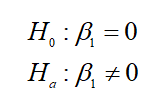 H₀ : β₁ = 0
Hₐ : β₁ ≠ 0